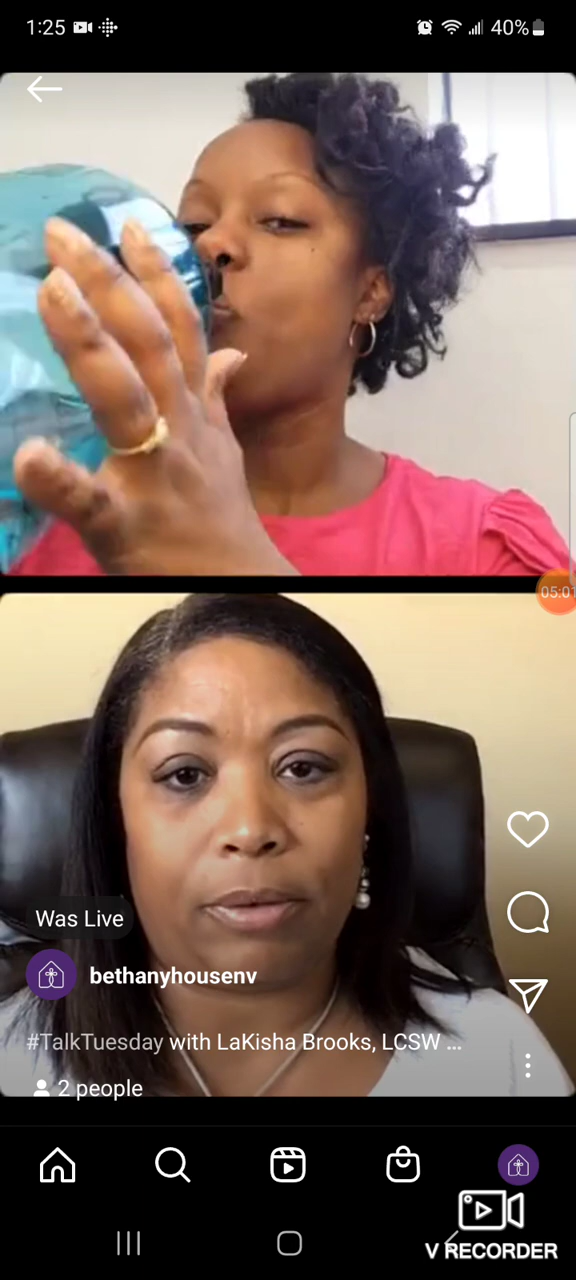 1:25 40%
05:01
Was Live
bethanyhousenv
#TalkTuesday with LaKisha Brooks, LCSW ...
2 people
V RECORDER